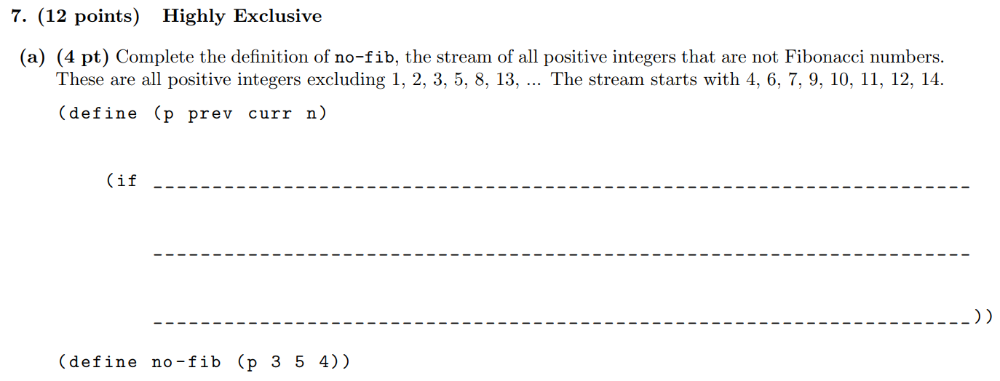 7. (12 points) Highly Exclusive
(a) (4 pt) Complete the definition of no-fib, the stream of all positive integers that are not Fibonacci numbers.
These are all positive integers excluding 1, 2, 3, 5, 8, 13, ... The stream starts with 4, 6, 7, 9, 10, 11, 12, 14.
(define (p prev curr n)
(if ______________________________________________________________________
______________________________________________________________________
______________________________________________________________________))
(define no-fib (p 3 5 4))